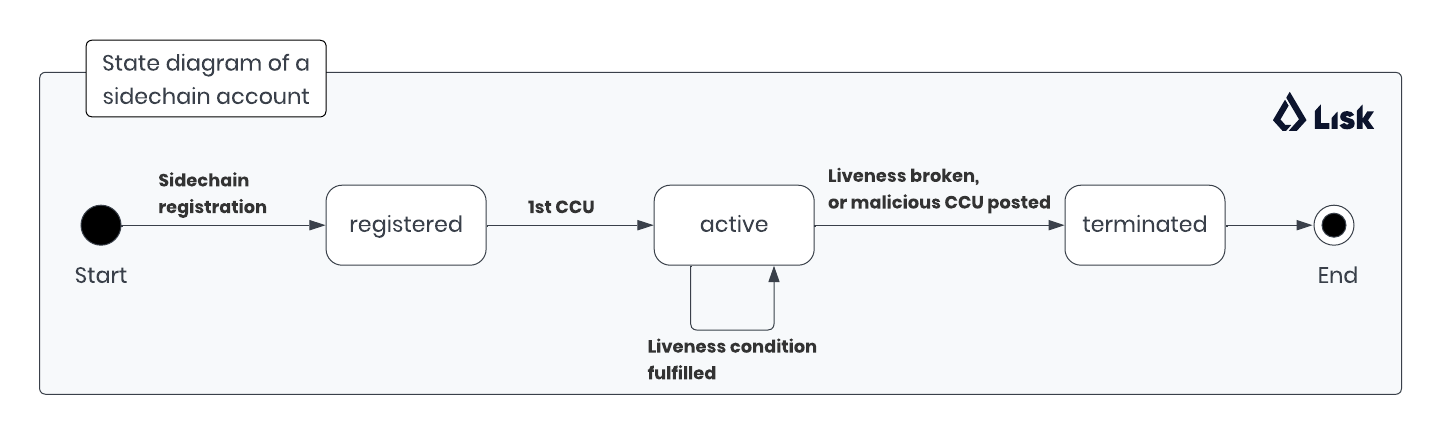 State diagram of a
sidechain account
Lisk
Sidechain
registration
registered
1st CCU
active
Liveness broken,
or malicious CCU posted
terminated
Start
End
Liveness condition
fulfilled